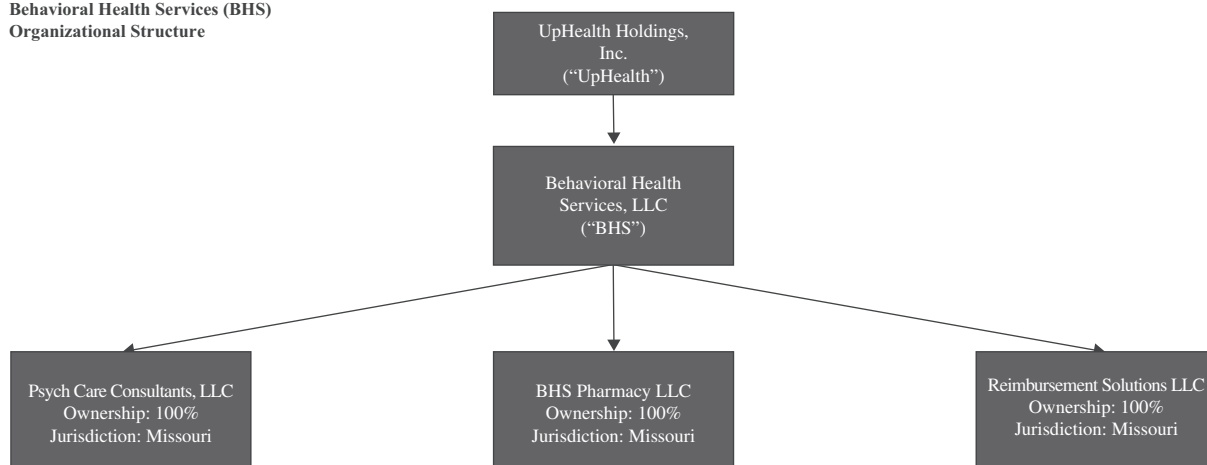 Behavioral Health Services (BHS)
Organizational Structure
UpHealth Holdings,
Inc.
(“UpHealth”)
Behavioral Health
Services, LLC
(“BHS”)
Psych Care Consultants, LLC
Ownership: 100%
Jurisdiction: Missouri
BHS Pharmacy LLC
Ownership: 100%
Jurisdiction: Missouri
Reimbursement Solutions LLC
Ownership: 100%
Jurisdiction: Missouri